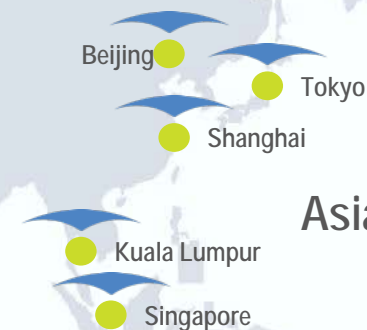 Beijing
Tokyo
Shanghai
Asia
Kuala Lumpur
Singapore